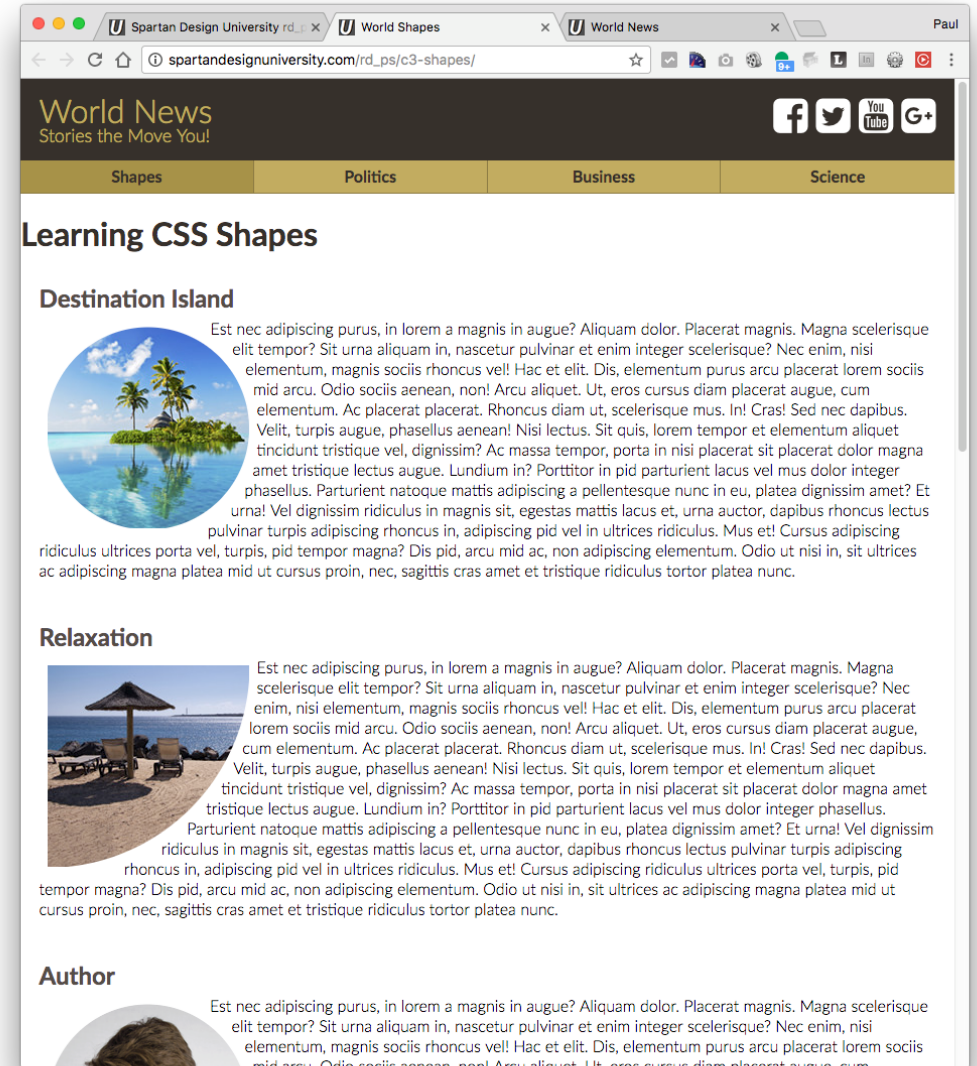 Spartan Design University rd_p
World Shapes
World News
Paul
spartandesignuniversity.com/rd_ps/c3-shapes/
9+
L
In
World News
Stories the Move You!
You
Tube
G+
Shapes
Politics
Business
Science
Learning CSS Shapes
Destination Island
Est nec adipiscing purus, in lorem a magnis in augue? Aliquam dolor. Placerat magnis. Magna scelerisque
elit tempor? Sit urna aliquam in, nascetur pulvinar et enim integer scelerisque? Nec enim, nisi
elementum, magnis sociis rhoncus vel! Hac et elit. Dis, elementum purus arcu placerat lorem sociis
mid arcu. Odio sociis aenean, non! Arcu aliquet. Ut, eros cursus diam placerat augue, cum
elementum. Ac placerat placerat. Rhoncus diam ut, scelerisque mus. In! Cras! Sed nec dapibus.
Velit, turpis augue, phasellus aenean! Nisi lectus. Sit quis, lorem tempor et elementum aliquet
tincidunt tristique vel, dignissim? Ac massa tempor, porta in nisi placerat sit placerat dolor magna
amet tristique lectus augue. Lundium in? Porttitor in pid parturient lacus vel mus dolor integer
phasellus. Parturient natoque mattis adipiscing a pellentesque nunc in eu, platea dignissim amet? Et
urna! Vel dignissim ridiculus in magnis sit, egestas mattis lacus et, urna auctor, dapibus rhoncus lectus
pulvinar turpis adipiscing rhoncus in, adipiscing pid vel in ultrices ridiculus. Mus et! Cursus adipiscing
ridiculus ultrices porta vel, turpis, pid tempor magna? Dis pid, arcu mid ac, non adipiscing elementum. Odio ut nisi in, sit ultrices
ac adipiscing magna platea mid ut cursus proin, nec, sagittis cras amet et tristique ridiculus tortor platea nunc.
Relaxation
Est nec adipiscing purus, in lorem a magnis in augue? Aliquam dolor. Placerat magnis. Magna
scelerisque elit tempor? Sit urna aliquam in, nascetur pulvinar et enim integer scelerisque? Nec
enim, nisi elementum, magnis sociis rhoncus vel! Hac et elit. Dis, elementum purus arcu placerat
lorem sociis mid arcu. Odio sociis aenean, non! Arcu aliquet. Ut, eros cursus diam placerat augue,
cum elementum. Ac placerat placerat. Rhoncus diam ut, scelerisque mus. In! Cras! Sed nec dapibus.
Velit, turpis augue, phasellus aenean! Nisi lectus. Sit quis, lorem tempor et elementum aliquet
tincidunt tristique vel, dignissim? Ac massa tempor, porta in nisi placerat sit placerat dolor magna amet
tristique lectus augue. Lundium in? Porttitor in pid parturient lacus vel mus dolor integer phasellus.
Parturient natoque mattis adipiscing a pellentesque nunc in eu, platea dignissim amet? Et urna! Vel dignissim
ridiculus in magnis sit, egestas mattis lacus et, urna auctor, dapibus rhoncus lectus pulvinar turpis adipiscing
rhoncus in, adipiscing pid vel in ultrices ridiculus. Mus et! Cursus adipiscing ridiculus ultrices porta vel, turpis, pid
tempor magna? Dis pid, arcu mid ac, non adipiscing elementum. Odio ut nisi in, sit ultrices ac adipiscing magna platea mid ut
cursus proin, nec, sagittis cras amet et tristique ridiculus tortor platea nunc.
Author
Est nec adipiscing purus, in lorem a magnis in augue? Aliquam dolor. Placerat magnis. Magna scelerisque
elit tempor? Sit urna aliquam in, nascetur pulvinar et enim integer scelerisque? Nec enim, nisi
elementum, magnis sociis rhoncus vel! Hac et elit. Dis, elementum purus arcu placerat lorem sociis
mid arcu. Odio sociis aenean, non! Arcu aliquet. Ut, eros cursus diam placerat augue, cum